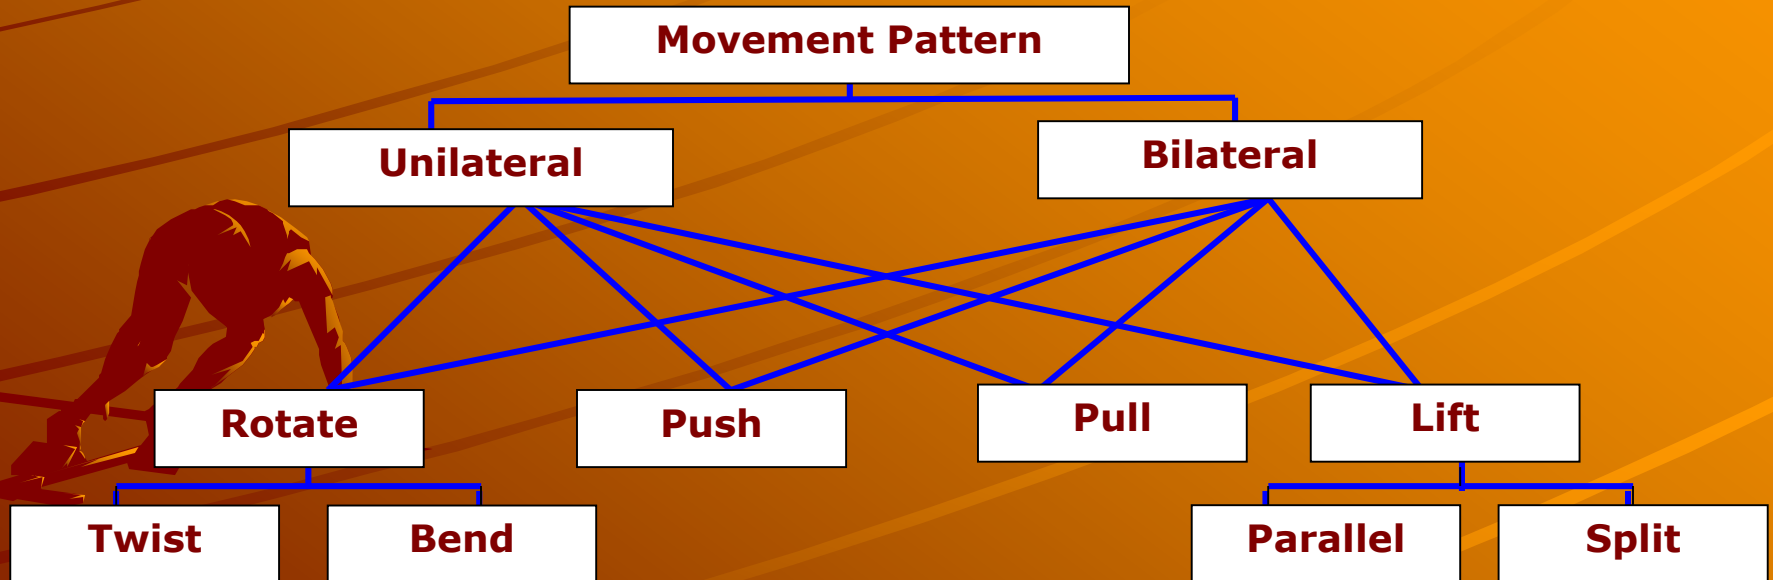 Movement Pattern
Unilateral
Bilateral
Rotate
Push
Pull
Lift
Twist
Bend
Parallel
Split